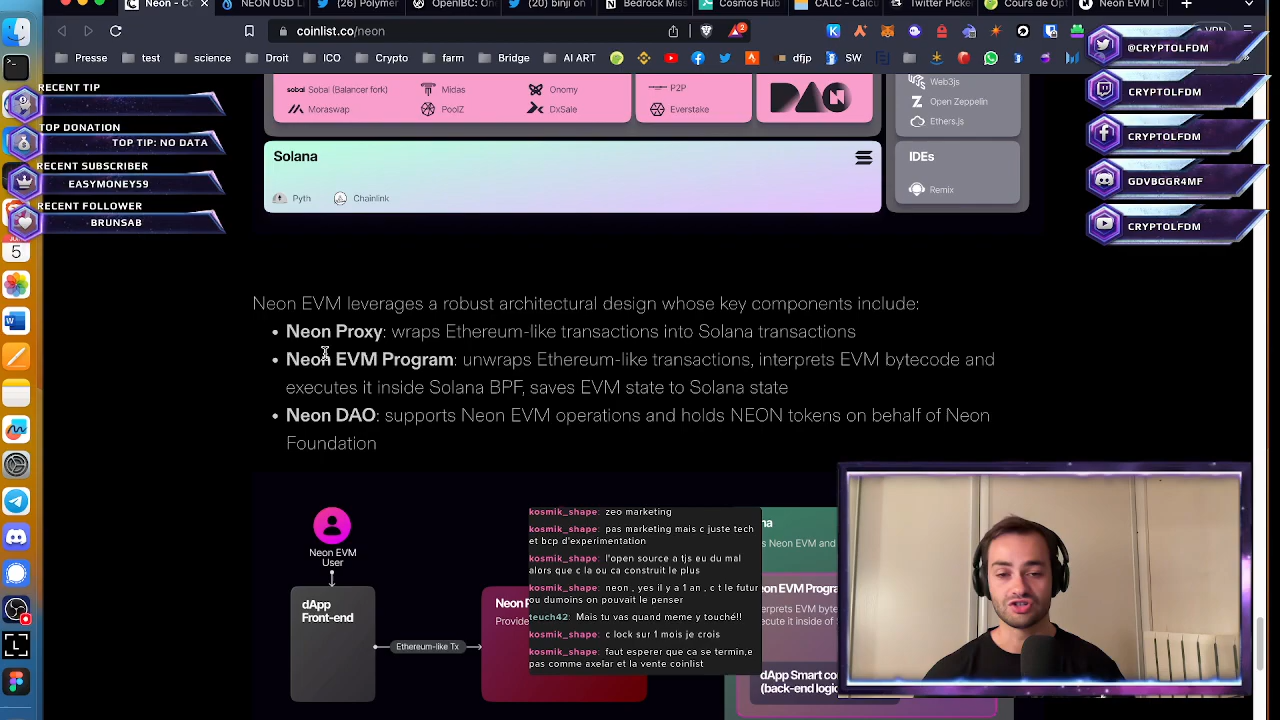 Neon - C
NEON USD L
(26) Polymer
OpenIBC: On
(20) binji on
Bedrock Miss
Cosmos Hub
CALC - Calcu
Twitter Picker
Cours de Op
Neon EVM |
coinlist.co/neon
VPN
Presse
test
science
Droit
ICO
Crypto
farm
Bridge
AI ART
SW
dfjp
RECENT TIP
TOP DONATION
TOP TIP: NO DATA
RECENT SUBSCRIBER
EASYMONEY59
RECENT FOLLOWER
BRUNSAB
@CRYPTOLFDM
CRYPTOLFDM
CRYPTOLFDM
GDVBGGR4MF
CRYPTOLFDM
5
sobal Sobal (Balancer fork)
Midas
Onomy
Moraswap
PoolZ
DxSale
P2P
Everstake
DAO
Web3js
Open Zeppelin
Ethers.js
Solana
Pyth
Chainlink
IDEs
Remix
Neon EVM leverages a robust architectural design whose key components include:
• Neon Proxy: wraps Ethereum-like transactions into Solana transactions
• Neon EVM Program: unwraps Ethereum-like transactions, interprets EVM bytecode and
executes it inside Solana BPF, saves EVM state to Solana state
• Neon DAO: supports Neon EVM operations and holds NEON tokens on behalf of Neon
Foundation
Neon EVM
User
dApp
Front-end
Ethereum-like Tx
kosmik_shape: zeo marketing
kosmik_shape: pas marketing mais c juste tech
et bcp d'experimentation
kosmik_shape: l'open source a tjs eu du mal
alors que c la ou ca construit le plus
kosmik_shape: neon , yes il y a 1 an , c t le futur
ou dumoins on pouvait le penser
teuch42: Mais tu vas quand meme y touché!!
kosmik_shape: c lock sur 1 mois je crois
kosmik_shape: faut esperer que ca se termin,e
pas comme axelar et la vente coinlist
dApp Smart co
(back-end logic